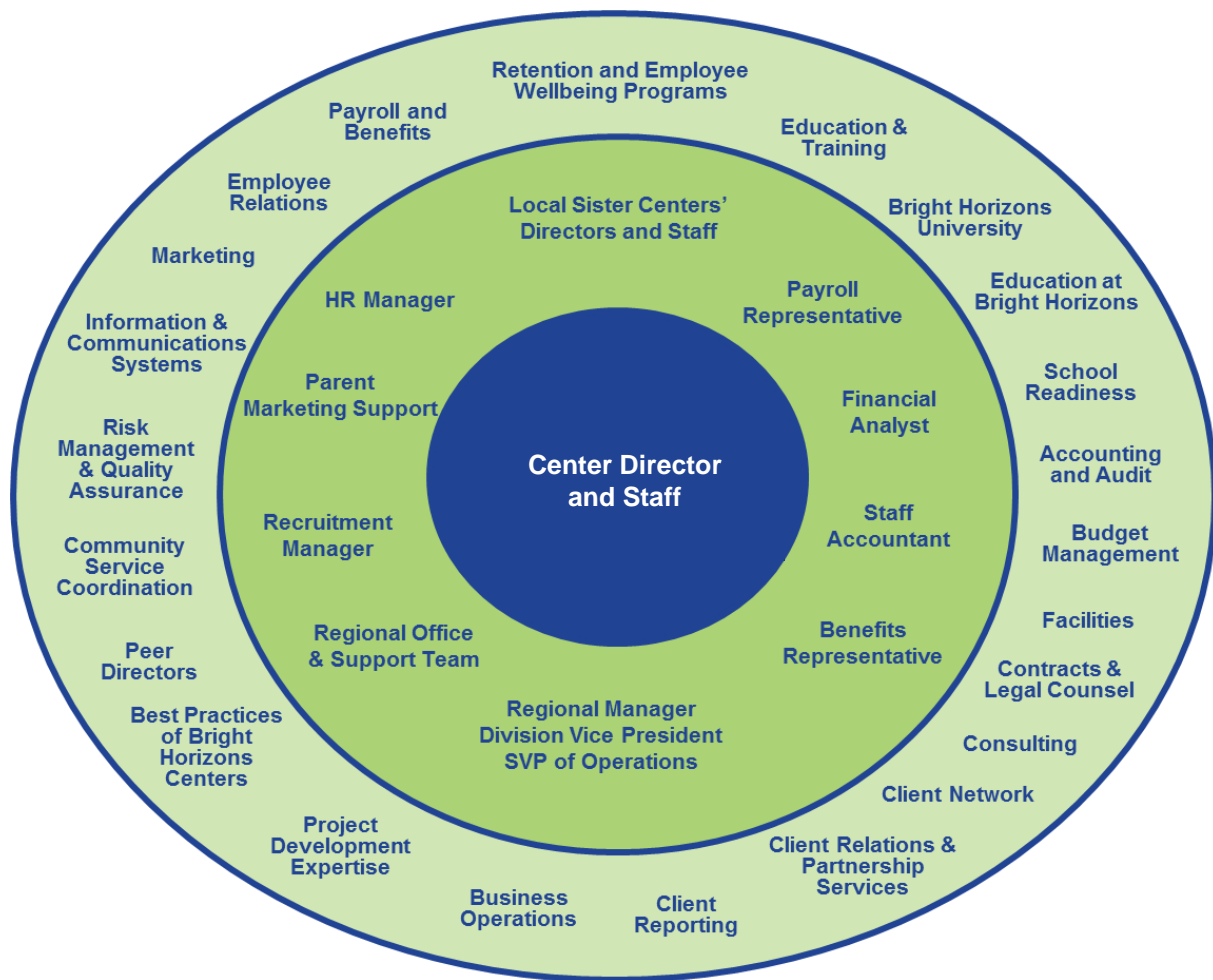 Retention and Employee
Wellbeing Programs
Education &
Training
Bright Horizons
University
Education at
Bright Horizons
School
Readiness
Accounting
and Audit
Budget
Management
Facilities
Contracts &
Legal Counsel
Consulting
Client Network
Client Relations &
Partnership
Services
Client
Reporting
Business
Operations
Project
Development
Expertise
Best Practices
of Bright
Horizons
Centers
Peer
Directors
Community
Service
Coordination
Risk
Management
& Quality
Assurance
Information &
Communications
Systems
Marketing
Employee
Relations
Payroll and
Benefits
Local Sister Centers’
Directors and Staff
Payroll
Representative
Financial
Analyst
Staff
Accountant
Benefits
Representative
Regional Manager
Division Vice President
SVP of Operations
Regional Office
& Support Team
Recruitment
Manager
Parent
Marketing Support
HR Manager
Center Director
and Staff